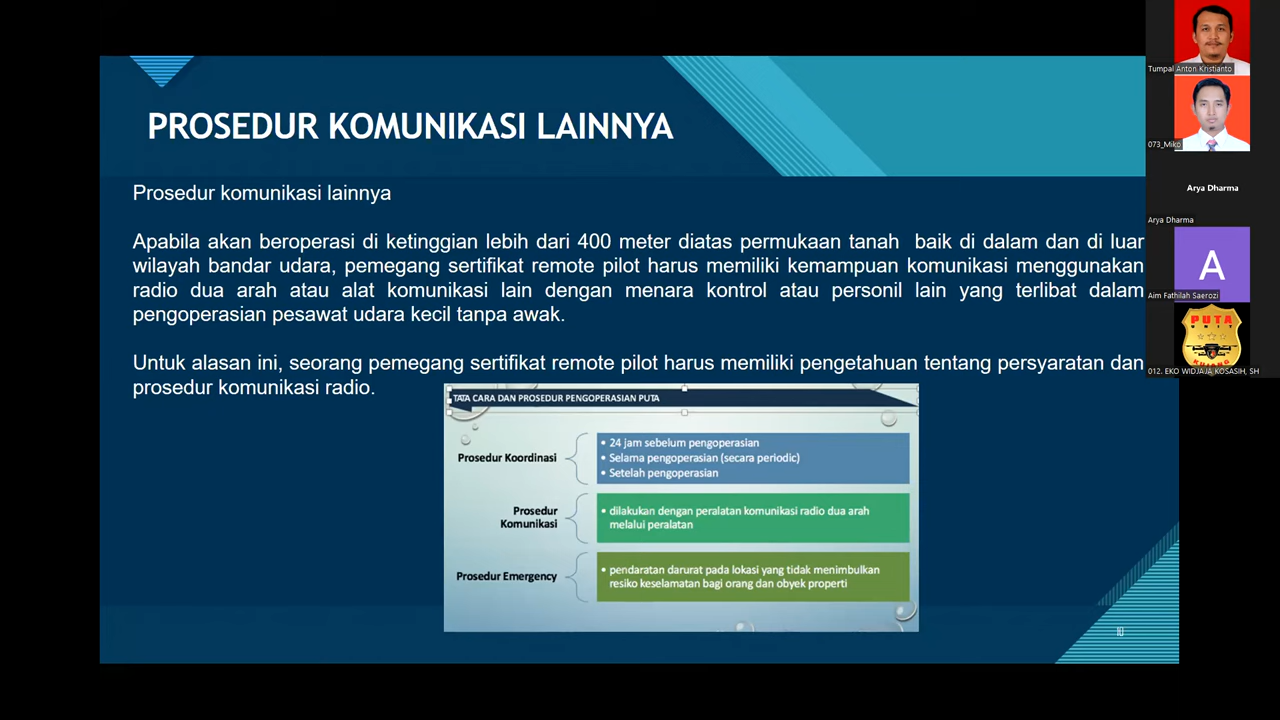 PROSEDUR KOMUNIKASI LAINNYA
Prosedur komunikasi lainnya
Apabila akan beroperasi di ketinggian lebih dari 400 meter diatas permukaan tanah baik di dalam dan di luar
wilayah bandar udara, pemegang sertifikat remote pilot harus memiliki kemampuan komunikasi menggunakan
radio dua arah atau alat komunikasi lain dengan menara kontrol atau personil lain yang terlibat dalam
pengoperasian pesawat udara kecil tanpa awak.
Untuk alasan ini, seorang pemegang sertifikat remote pilot harus memiliki pengetahuan tentang persyaratan dan
prosedur komunikasi radio.
TATA CARA DAN PROSEDUR PENGOPERASIAN PUTA
Prosedur Koordinasi
• 24 jam sebelum pengoperasian
• Selama pengoperasian (secara periodic)
• Setelah pengoperasian
Prosedur
Komunikasi
• dilakukan dengan peralatan komunikasi radio dua arah
melalui peralatan
Prosedur Emergency
• pendaratan darurat pada lokasi yang tidak menimbulkan
resiko keselamatan bagi orang dan obyek properti
10
Tumpal Anton Kristianto
073_Miko
Arya Dharma
Arya Dharma
A
Aim Fathilah Saerozi
PUTA
UNIT
KUPANG
012. EKO WIDJAJA KOSASIH, SH